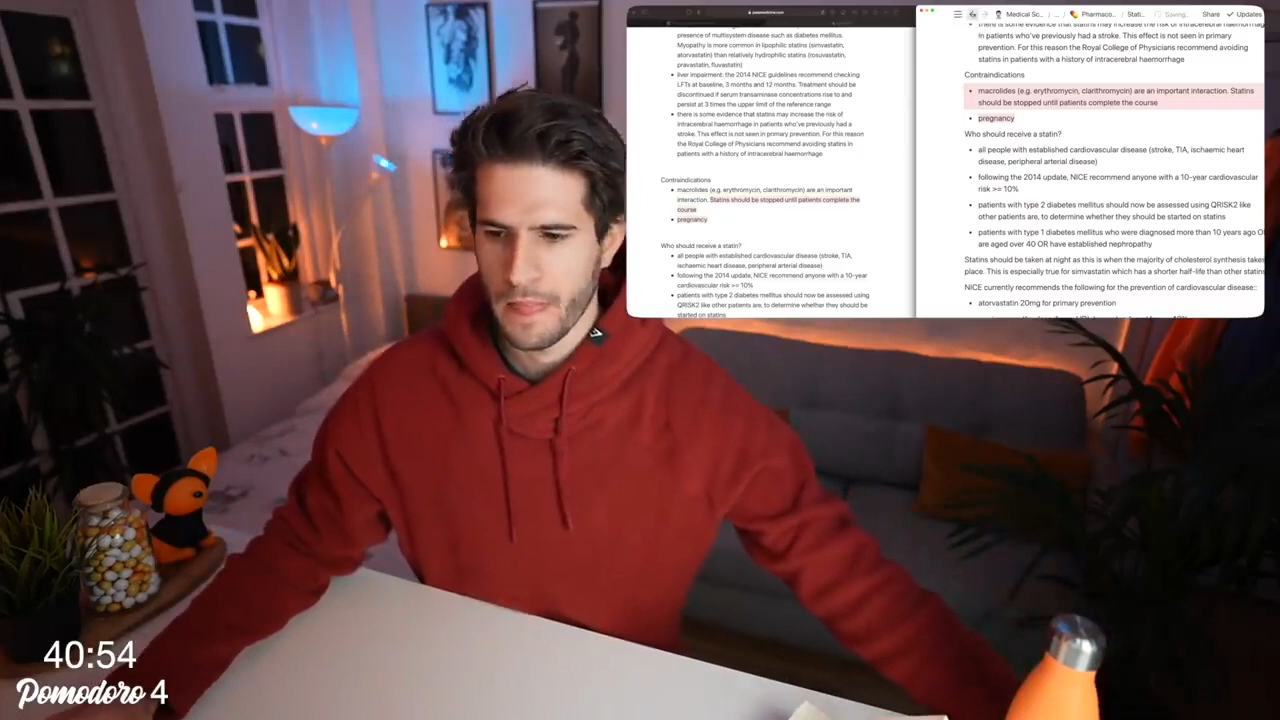 passmedicine.com
presence of multisystem disease such as diabetes mellitus.
Myopathy is more common in lipophilic statins (simvastatin,
atorvastatin) than relatively hydrophilic statins (rosuvastatin,
pravastatin, fluvastatin)
• liver impairment: the 2014 NICE guidelines recommend checking
LFTs at baseline, 3 months and 12 months. Treatment should be
discontinued if serum transaminase concentrations rise to and
persist at 3 times the upper limit of the reference range
• there is some evidence that statins may increase the risk of
intracerebral haemorrhage in patients who've previously had a
stroke. This effect is not seen in primary prevention. For this reason
the Royal College of Physicians recommend avoiding statins in
patients with a history of intracerebral haemorrhage
Contraindications
• macrolides (e.g. erythromycin, clarithromycin) are an important
interaction. Statins should be stopped until patients complete the
course
• pregnancy
Who should receive a statin?
• all people with established cardiovascular disease (stroke, TIA,
ischaemic heart disease, peripheral arterial disease)
• following the 2014 update, NICE recommend anyone with a 10-year
cardiovascular risk >= 10%
• patients with type 2 diabetes mellitus should now be assessed using
QRISK2 like other patients are, to determine whether they should be
started on statins
Medical Sc... / ... / Pharmaco... / Stati... Saving... Share Updates
• there is some evidence that statins may increase the risk of intracerebral haemorrhage
in patients who've previously had a stroke. This effect is not seen in primary
prevention. For this reason the Royal College of Physicians recommend avoiding
statins in patients with a history of intracerebral haemorrhage
Contraindications
• macrolides (e.g. erythromycin, clarithromycin) are an important interaction. Statins
should be stopped until patients complete the course
• pregnancy
Who should receive a statin?
• all people with established cardiovascular disease (stroke, TIA, ischaemic heart
disease, peripheral arterial disease)
• following the 2014 update, NICE recommend anyone with a 10-year cardiovascular
risk >= 10%
• patients with type 2 diabetes mellitus should now be assessed using QRISK2 like
other patients are, to determine whether they should be started on statins
• patients with type 1 diabetes mellitus who were diagnosed more than 10 years ago O
are aged over 40 OR have established nephropathy
Statins should be taken at night as this is when the majority of cholesterol synthesis takes
place. This is especially true for simvastatin which has a shorter half-life than other statins
NICE currently recommends the following for the prevention of cardiovascular disease::
• atorvastatin 20mg for primary prevention
40:54
Pomodoro 4